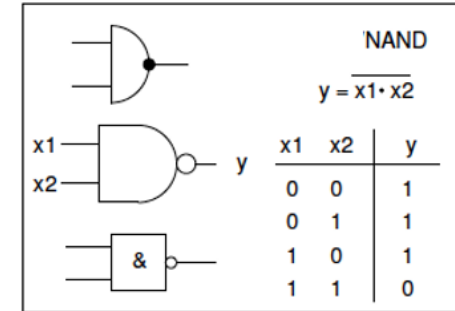 'NAND
y = x1• x2
x1
x2
y
&
x1 x2 y
0 0 1
0 1 1
1 0 1
1 1 0